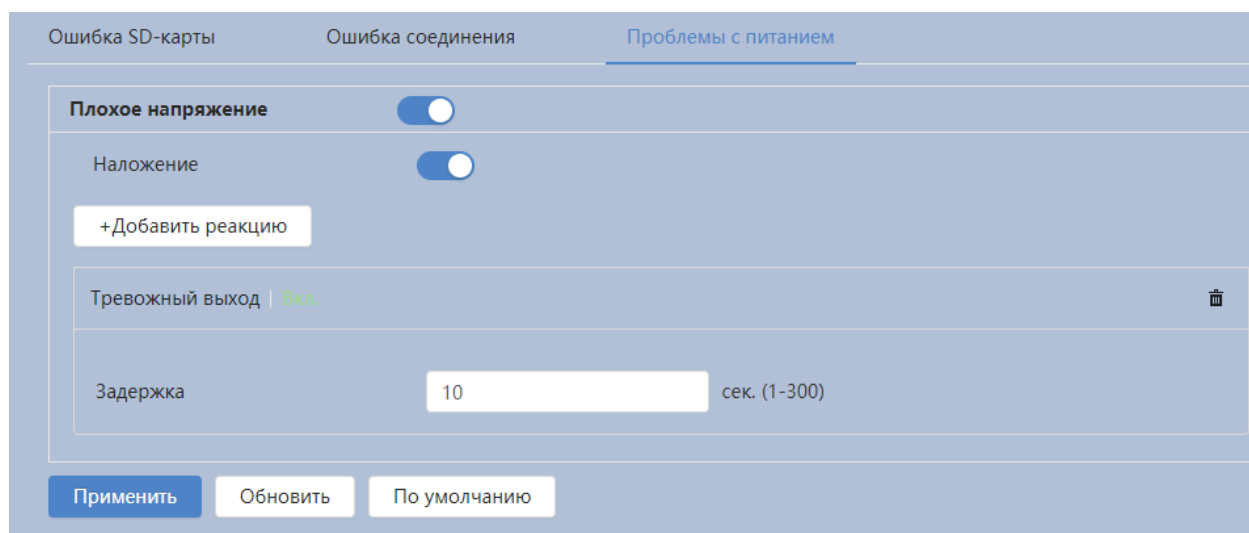 Ошибка SD-карты Ошибка соединения Проблемы с питанием
Плохое напряжение
Наложение
+Добавить реакцию
Тревожный выход | Вкл.
Задержка 10 сек. (1-300)
Применить Обновить По умолчанию